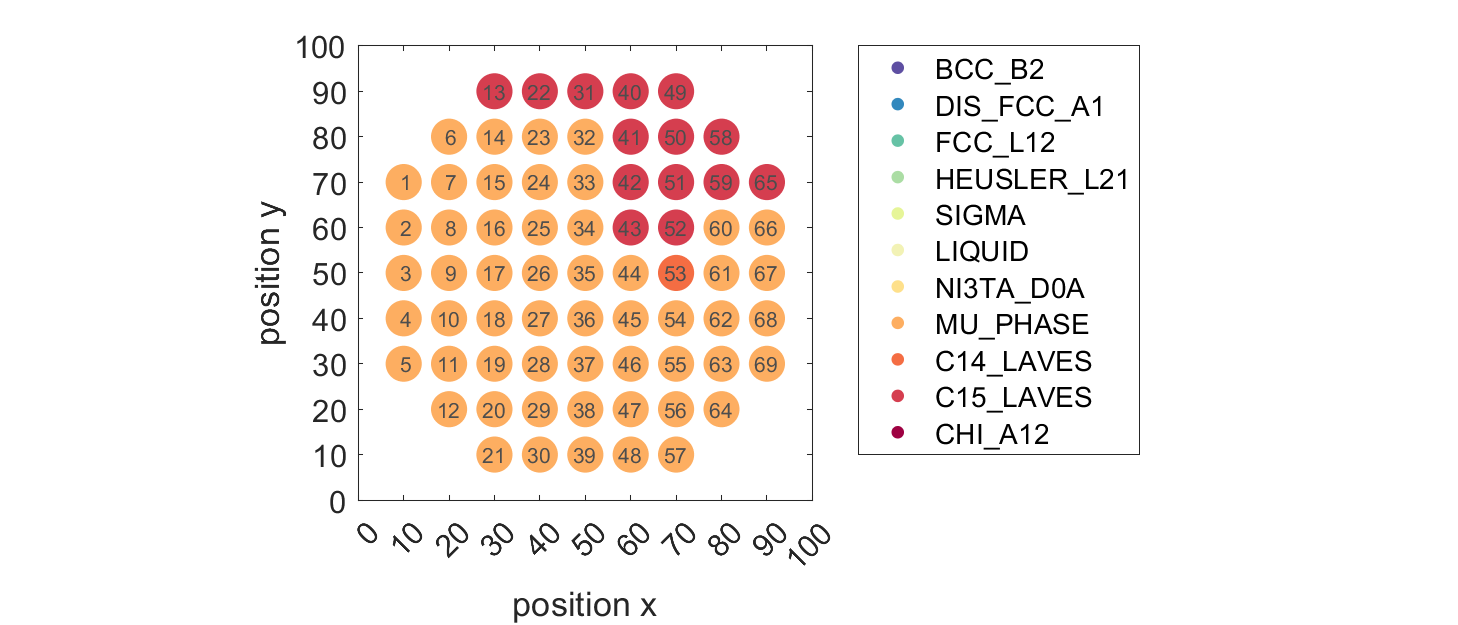 100
90 13 22 31 40 49
80 6 14 23 32 41 50 58
70 1 7 15 24 33 42 51 59 65
60 2 8 16 25 34 43 52 60 66
50 3 9 17 26 35 44 53 61 67
40 4 10 18 27 36 45 54 62 68
30 5 11 19 28 37 46 55 63 69
20 12 20 29 38 47 56 64
10 21 30 39 48 57
0
0 10 20 30 40 50 60 70 80 90 100
position x
position y
BCC_B2
DIS_FCC_A1
FCC_L12
HEUSLER_L21
SIGMA
LIQUID
NI3TA_D0A
MU_PHASE
C14_LAVES
C15_LAVES
CHI_A12